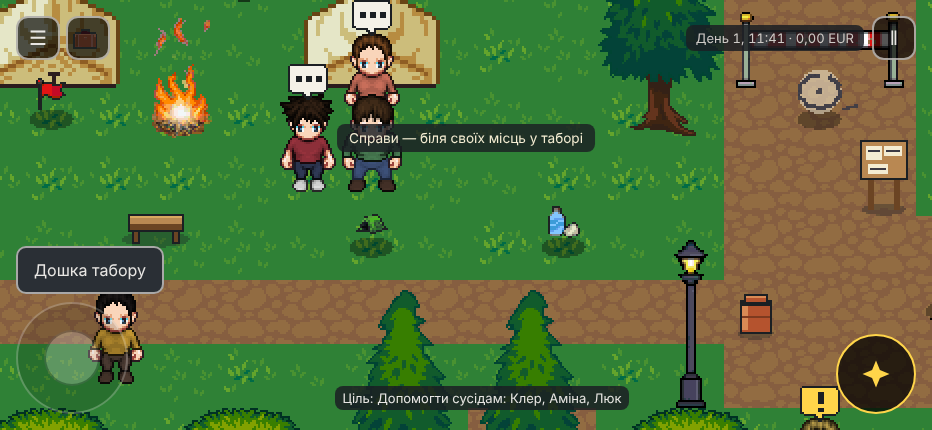 День 1, 11:41 · 0,00 EUR
Справи — біля своїх місць у таборі
Дошка табору
Ціль: Допомогти сусідам: Клер, Аміна, Люк